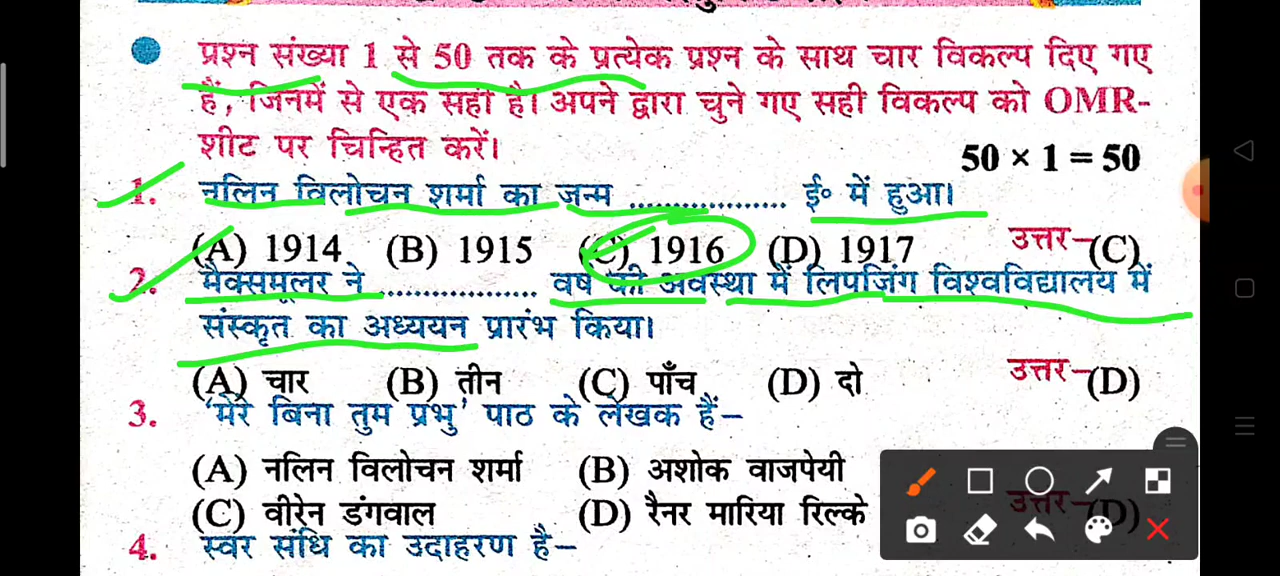 प्रश्न संख्या 1 से 50 तक के प्रत्येक प्रश्न के साथ चार विकल्प दिए गए
हैं, जिनमें से एक सही है। अपने द्वारा चुने गए सही विकल्प को OMR-
शीट पर चिन्हित करें।
50 × 1 = 50
1. नलिन विलोचन शर्मा का जन्म .................. ई० में हुआ।
(A) 1914 (B) 1915 (C) 1916 (D) 1917 उत्तर–(C)
2. मैक्समूलर ने .................. वर्ष की अवस्था में लिपजिंग विश्वविद्यालय में
संस्कृत का अध्ययन प्रारंभ किया।
(A) चार (B) तीन (C) पाँच (D) दो उत्तर–(D)
3. 'मेरे बिना तुम प्रभु' पाठ के लेखक हैं–
(A) नलिन विलोचन शर्मा (B) अशोक वाजपेयी
(C) वीरेन डंगवाल (D) रैनर मारिया रिल्के उत्तर–(D)
4. स्वर संधि का उदाहरण है–